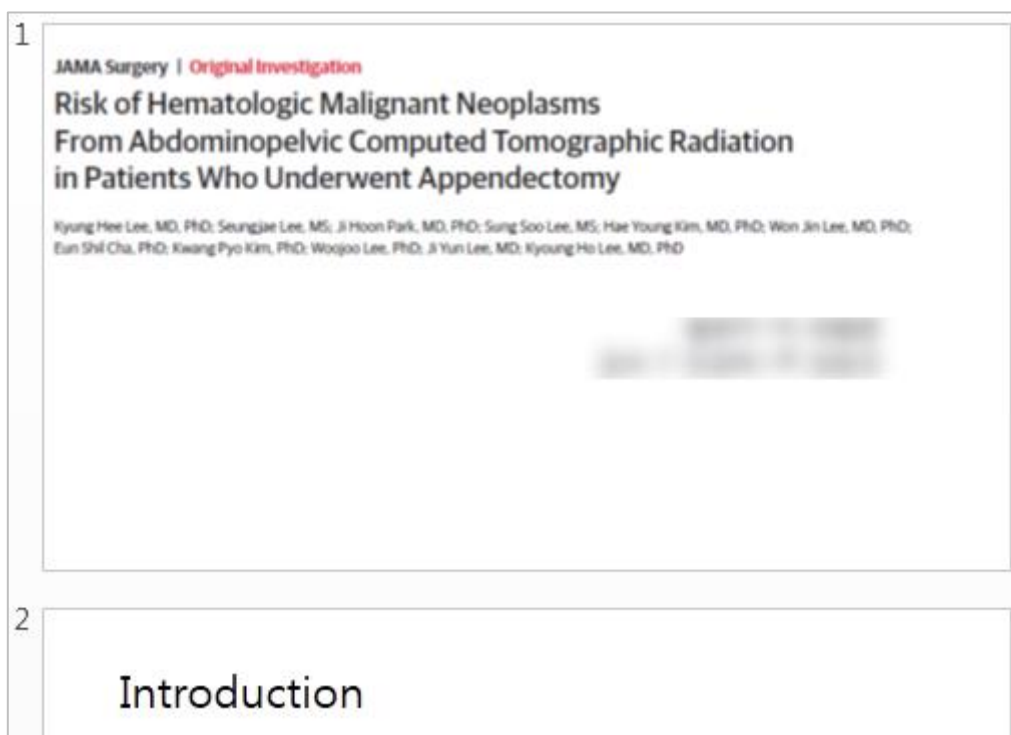 1
JAMA Surgery | Original Investigation
Risk of Hematologic Malignant Neoplasms
From Abdominopelvic Computed Tomographic Radiation
in Patients Who Underwent Appendectomy
Kyung Hee Lee, MD, PhD; Seungjae Lee, MS; Ji Hoon Park, MD, PhD; Sung Soo Lee, MS; Hae Young Kim, MD, PhD; Won Jin Lee, MD, PhD;
Eun Shil Cha, PhD; Kwang Pyo Kim, PhD; Woojoo Lee, PhD; Ji Yun Lee, MD; Kyoung Ho Lee, MD, PhD
2
Introduction